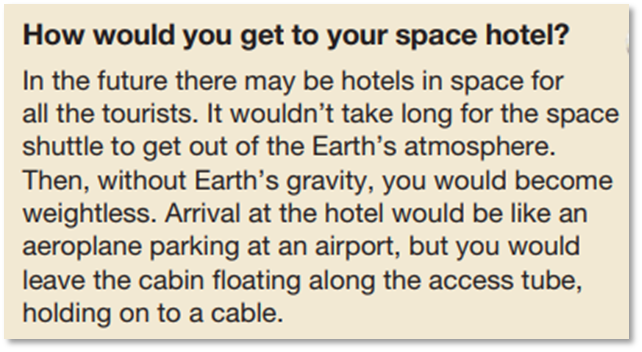 How would you get to your space hotel?
In the future there may be hotels in space for
all the tourists. It wouldn’t take long for the space
shuttle to get out of the Earth’s atmosphere.
Then, without Earth’s gravity, you would become
weightless. Arrival at the hotel would be like an
aeroplane parking at an airport, but you would
leave the cabin floating along the access tube,
holding on to a cable.